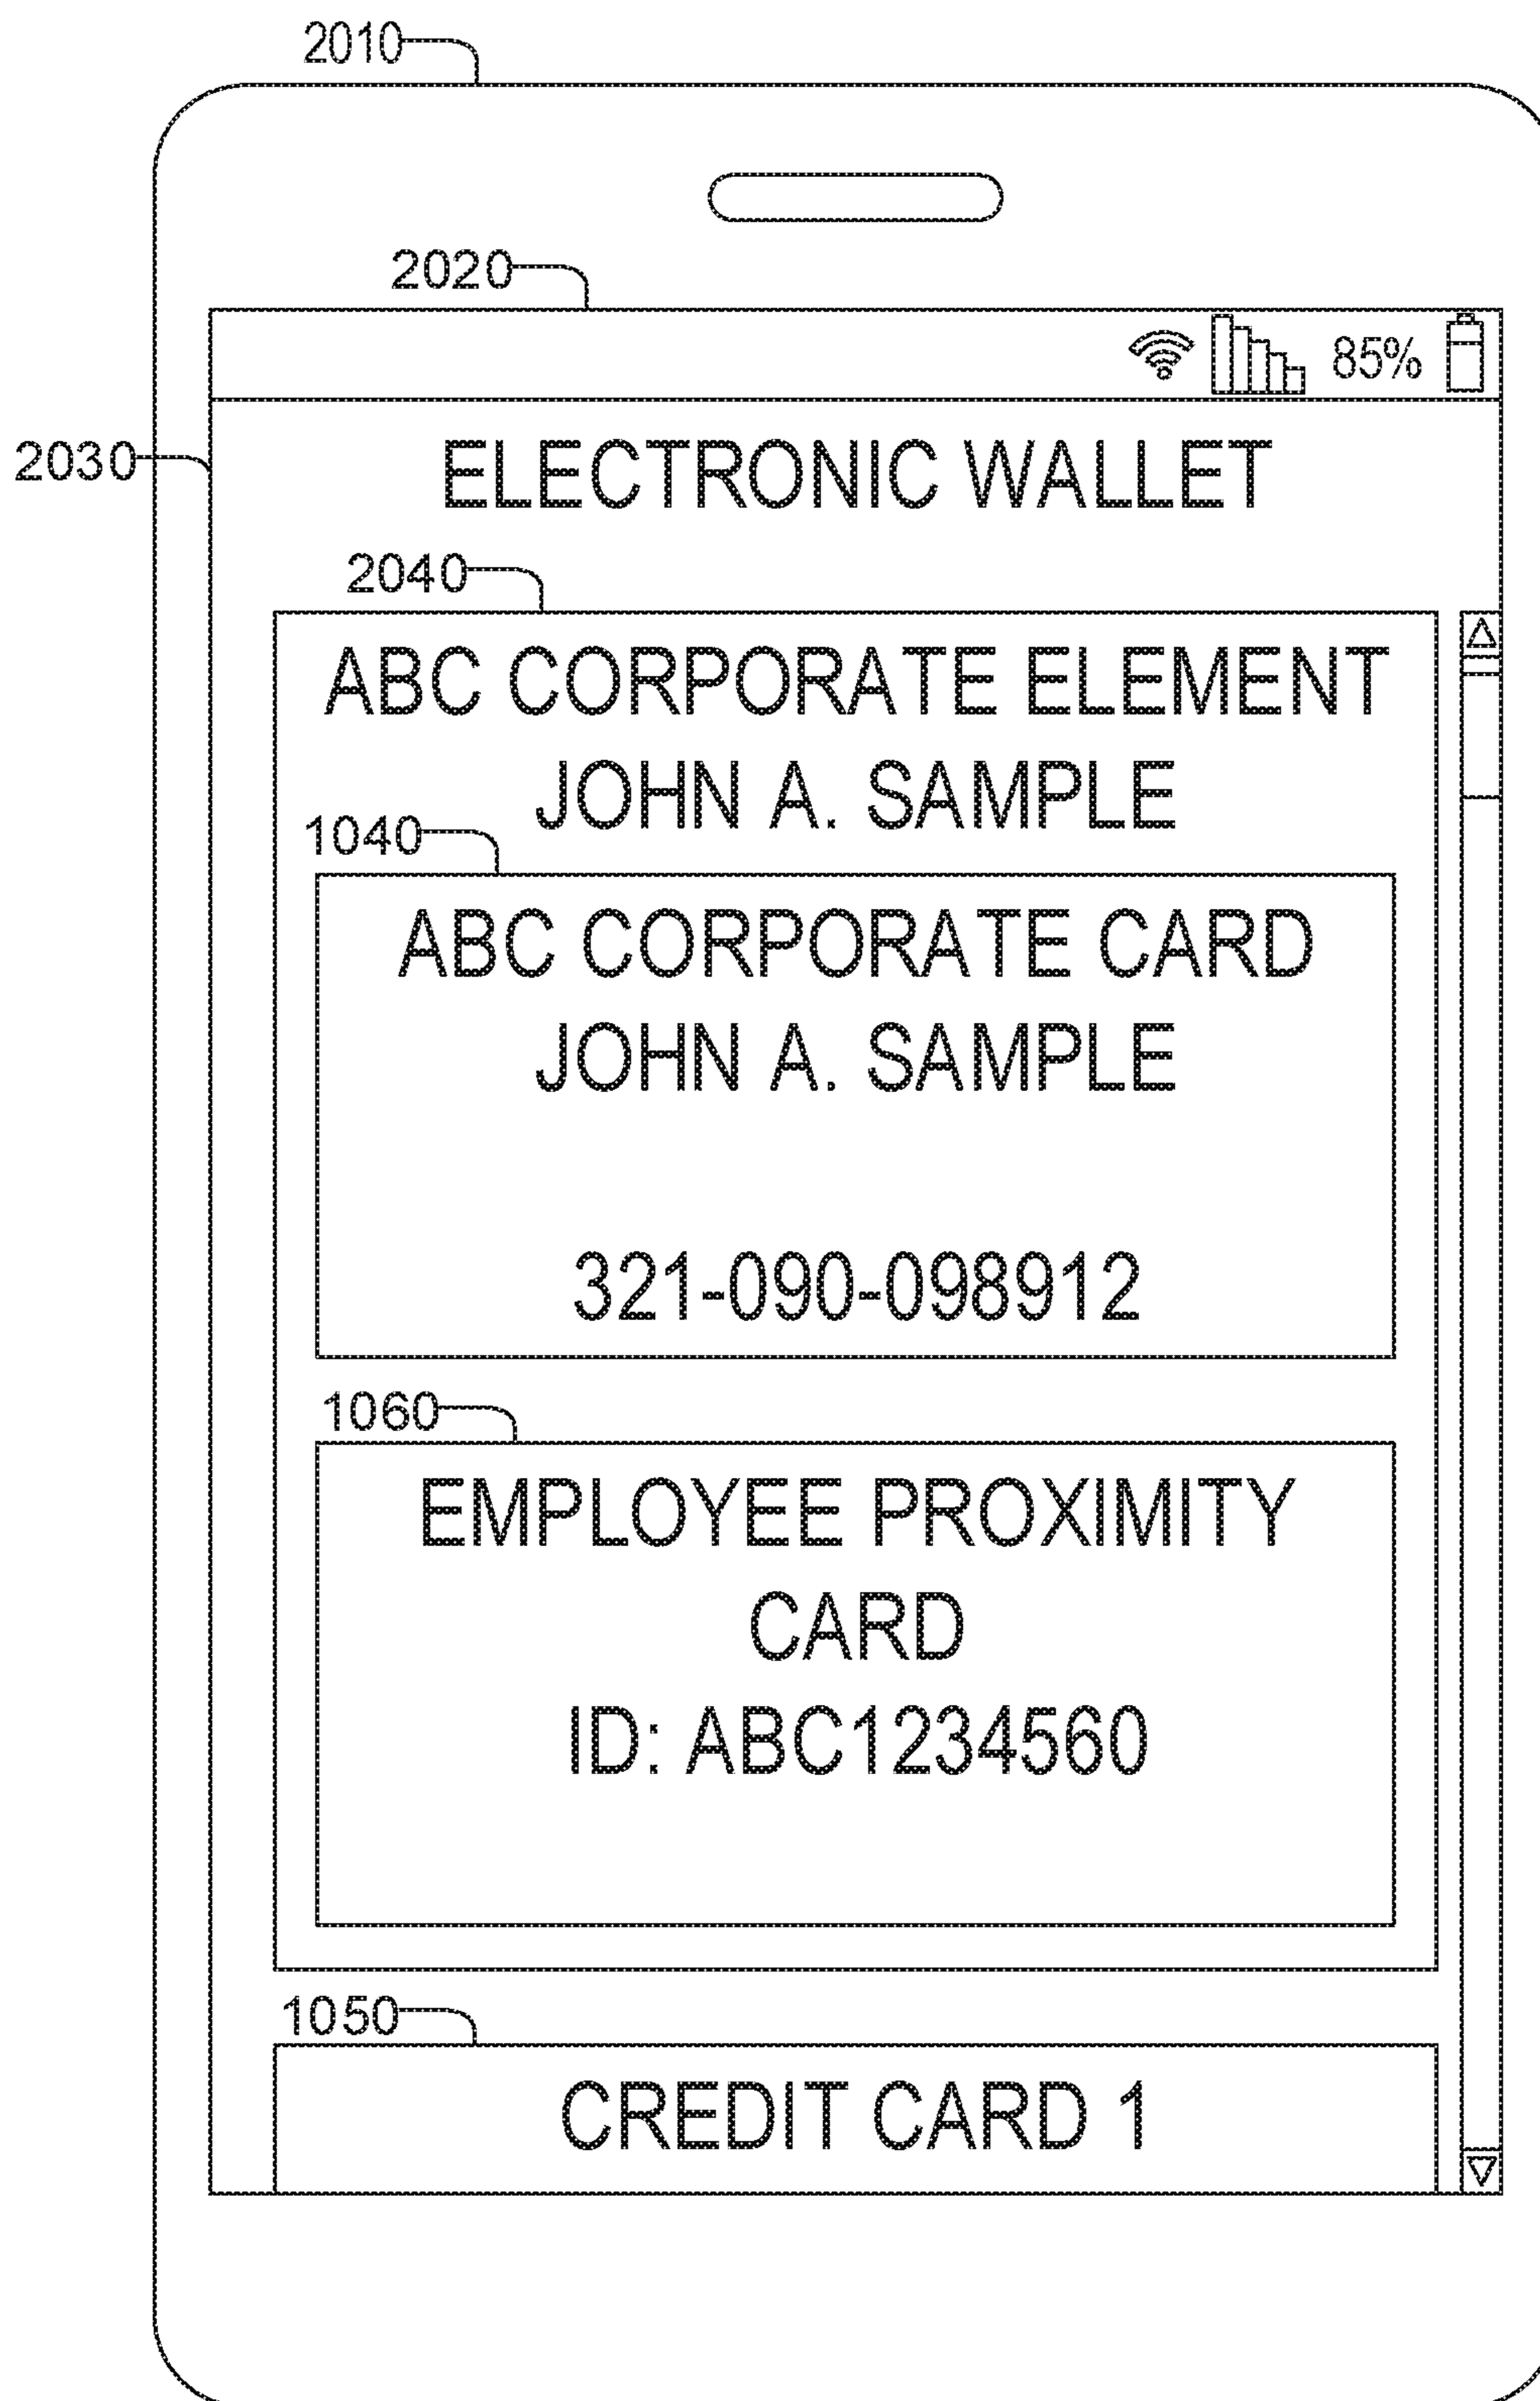 2010
2020
85%
2030
ELECTRONIC WALLET
2040
ABC CORPORATE ELEMENT
JOHN A. SAMPLE
1040
ABC CORPORATE CARD
JOHN A. SAMPLE
321-090-098912
1060
EMPLOYEE PROXIMITY
CARD
ID: ABC1234560
1050
CREDIT CARD 1